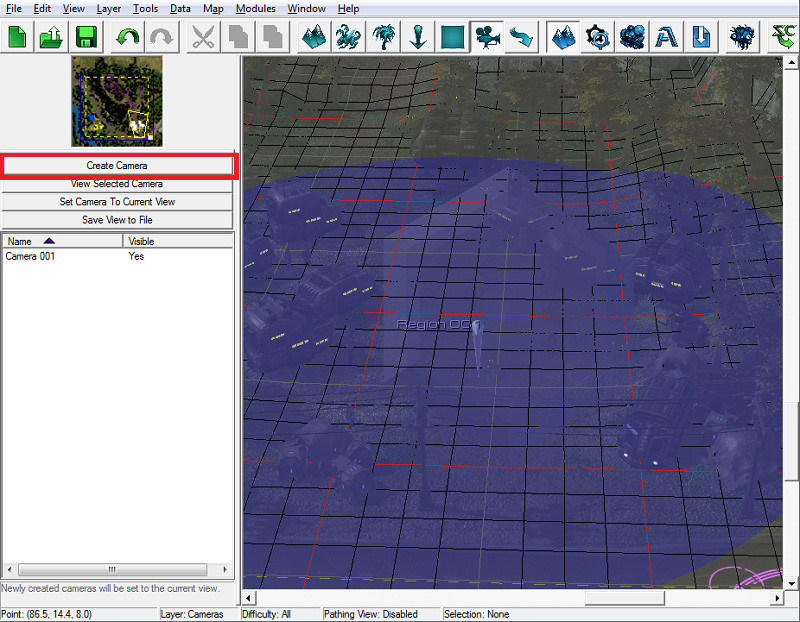 File Edit View Layer Tools Data Map Modules Window Help
Create Camera
View Selected Camera
Set Camera To Current View
Save View to File
Name Visible
Camera 001 Yes
Region 00
Newly created cameras will be set to the current view.
Point: (86.5, 14.4, 8.0) Layer: Cameras Difficulty: All Pathing View: Disabled Selection: None